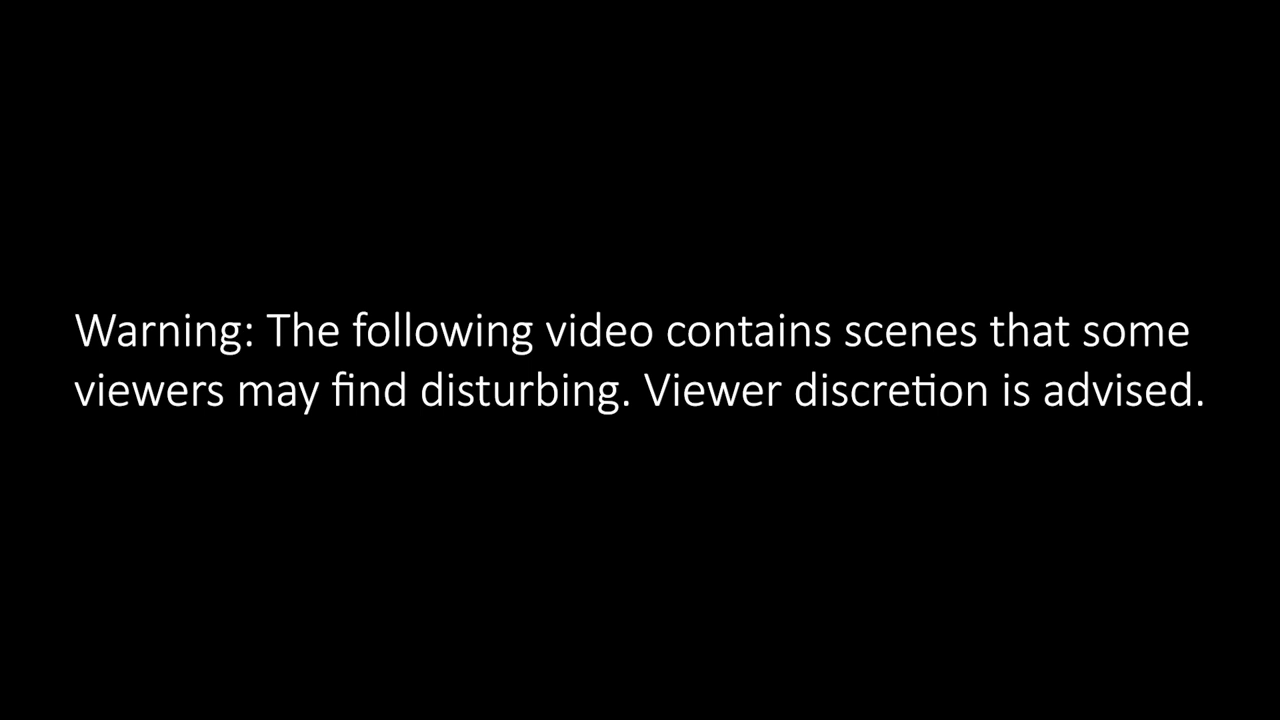 Warning: The following video contains scenes that some
viewers may find disturbing. Viewer discretion is advised.